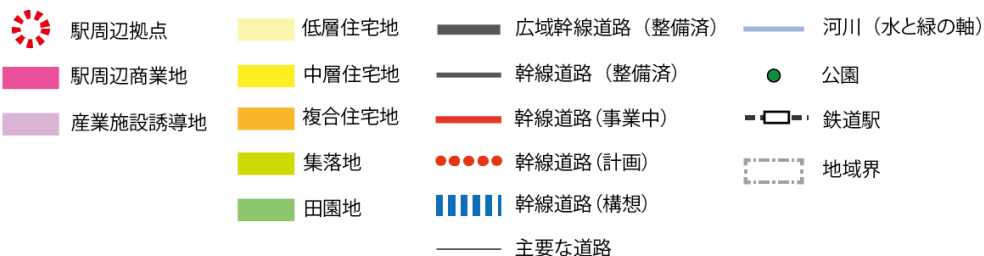 駅周辺拠点
駅周辺商業地
産業施設誘導地
低層住宅地
中層住宅地
複合住宅地
集落地
田園地
広域幹線道路（整備済）
幹線道路（整備済）
幹線道路（事業中）
幹線道路（計画）
幹線道路（構想）
主要な道路
河川（水と緑の軸）
公園
鉄道駅
地域界